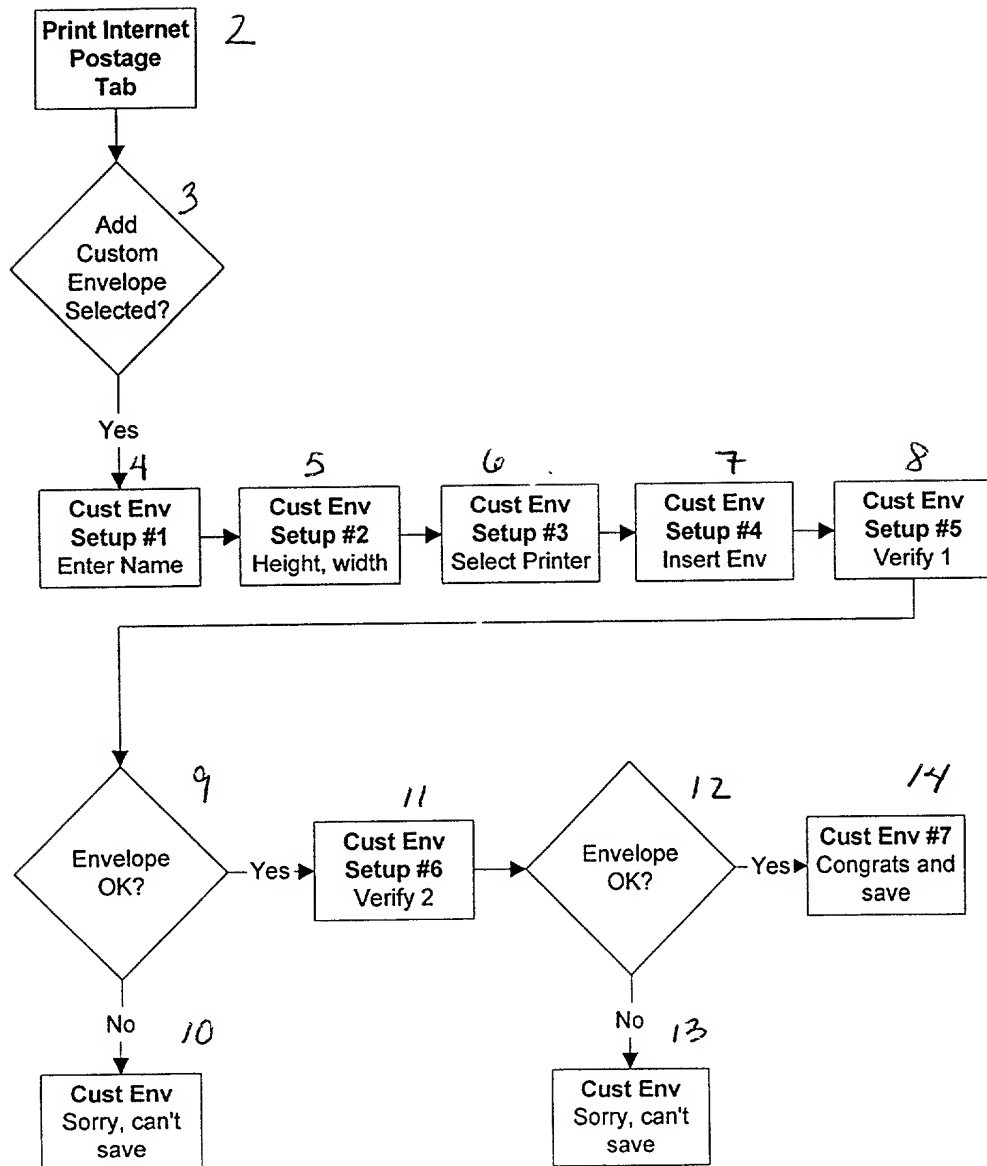 Print Internet
Postage
Tab
2
3
Add
Custom
Envelope
Selected?
Yes
4
Cust Env
Setup #1
Enter Name
5
Cust Env
Setup #2
Height, width
6
Cust Env
Setup #3
Select Printer
7
Cust Env
Setup #4
Insert Env
8
Cust Env
Setup #5
Verify 1
9
Envelope
OK?
Yes
11
Cust Env
Setup #6
Verify 2
12
Envelope
OK?
Yes
14
Cust Env #7
Congrats and
save
No
10
Cust Env
Sorry, can't
save
No
13
Cust Env
Sorry, can't
save